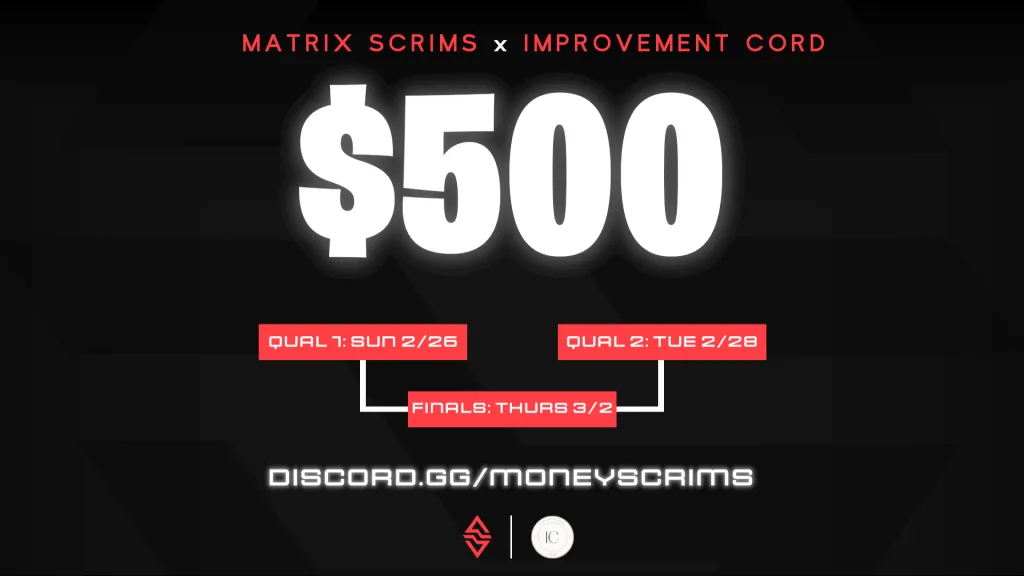 MATRIX SCRIMS x IMPROVEMENT CORD
$500
QUAL 1: SUN 2/26
QUAL 2: TUE 2/28
FINALS: THURS 3/2
DISCORD.GG/MONEYSCRIMS
IC